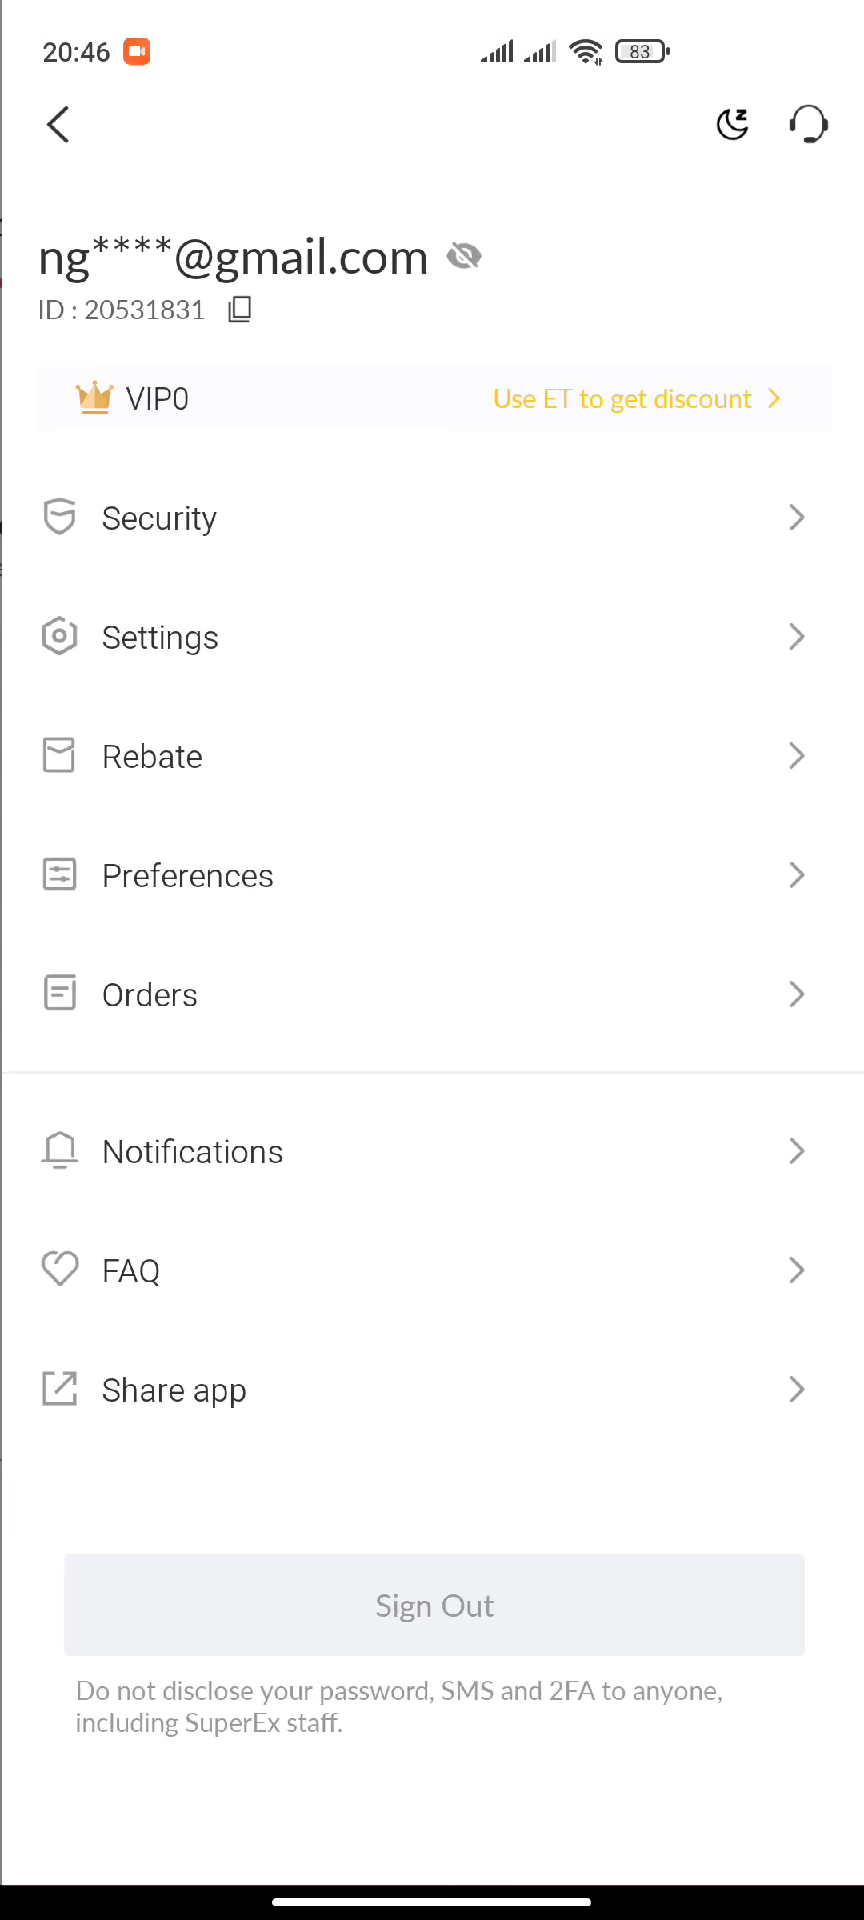 20:46
83
ng****@gmail.com
ID : 20531831
VIP0
Use ET to get discount
Security
Settings
Rebate
Preferences
Orders
Notifications
FAQ
Share app
Sign Out
Do not disclose your password, SMS and 2FA to anyone,
including SuperEx staff.